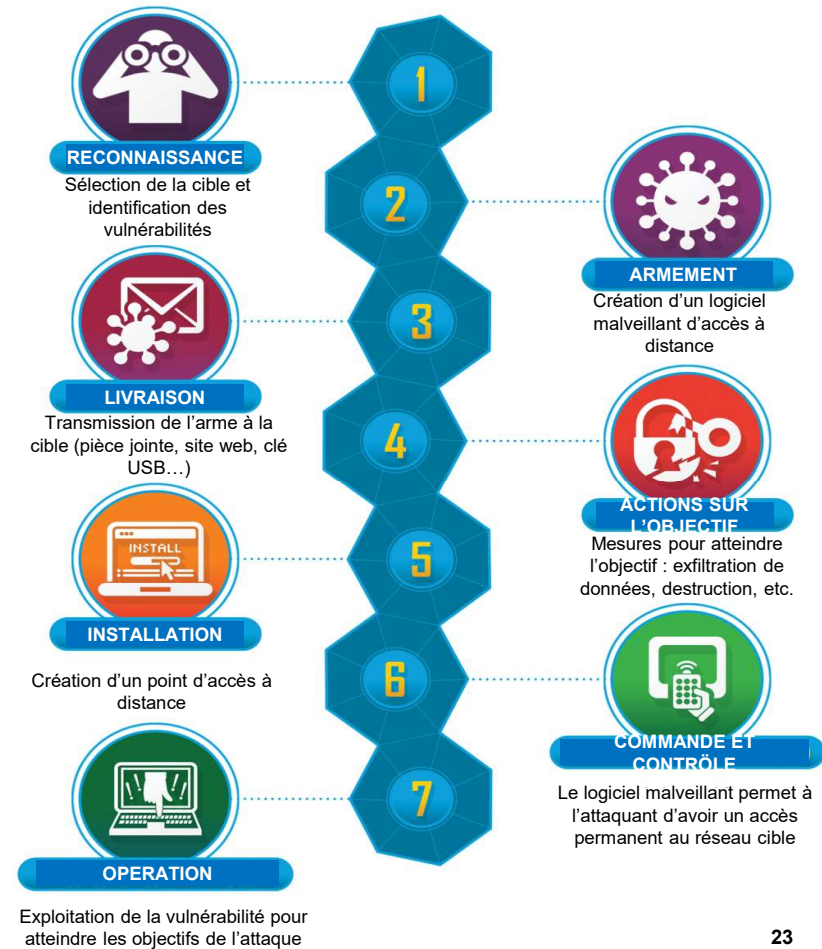 1
RECONNAISSANCE
Sélection de la cible et
identification des
vulnérabilités
2
ARMEMENT
Création d'un logiciel
malveillant d'accès à
distance
3
LIVRAISON
Transmission de l'arme à la
cible (pièce jointe, site web, clé
USB…)
4
ACTIONS SUR
L'OBJECTIF
Mesures pour atteindre
l'objectif : exfiltration de
données, destruction, etc.
5
INSTALL
INSTALLATION
Création d'un point d'accès à
distance
6
COMMANDE ET
CONTRÔLE
Le logiciel malveillant permet à
l'attaquant d'avoir un accès
permanent au réseau cible
7
OPERATION
Exploitation de la vulnérabilité pour
atteindre les objectifs de l'attaque
23